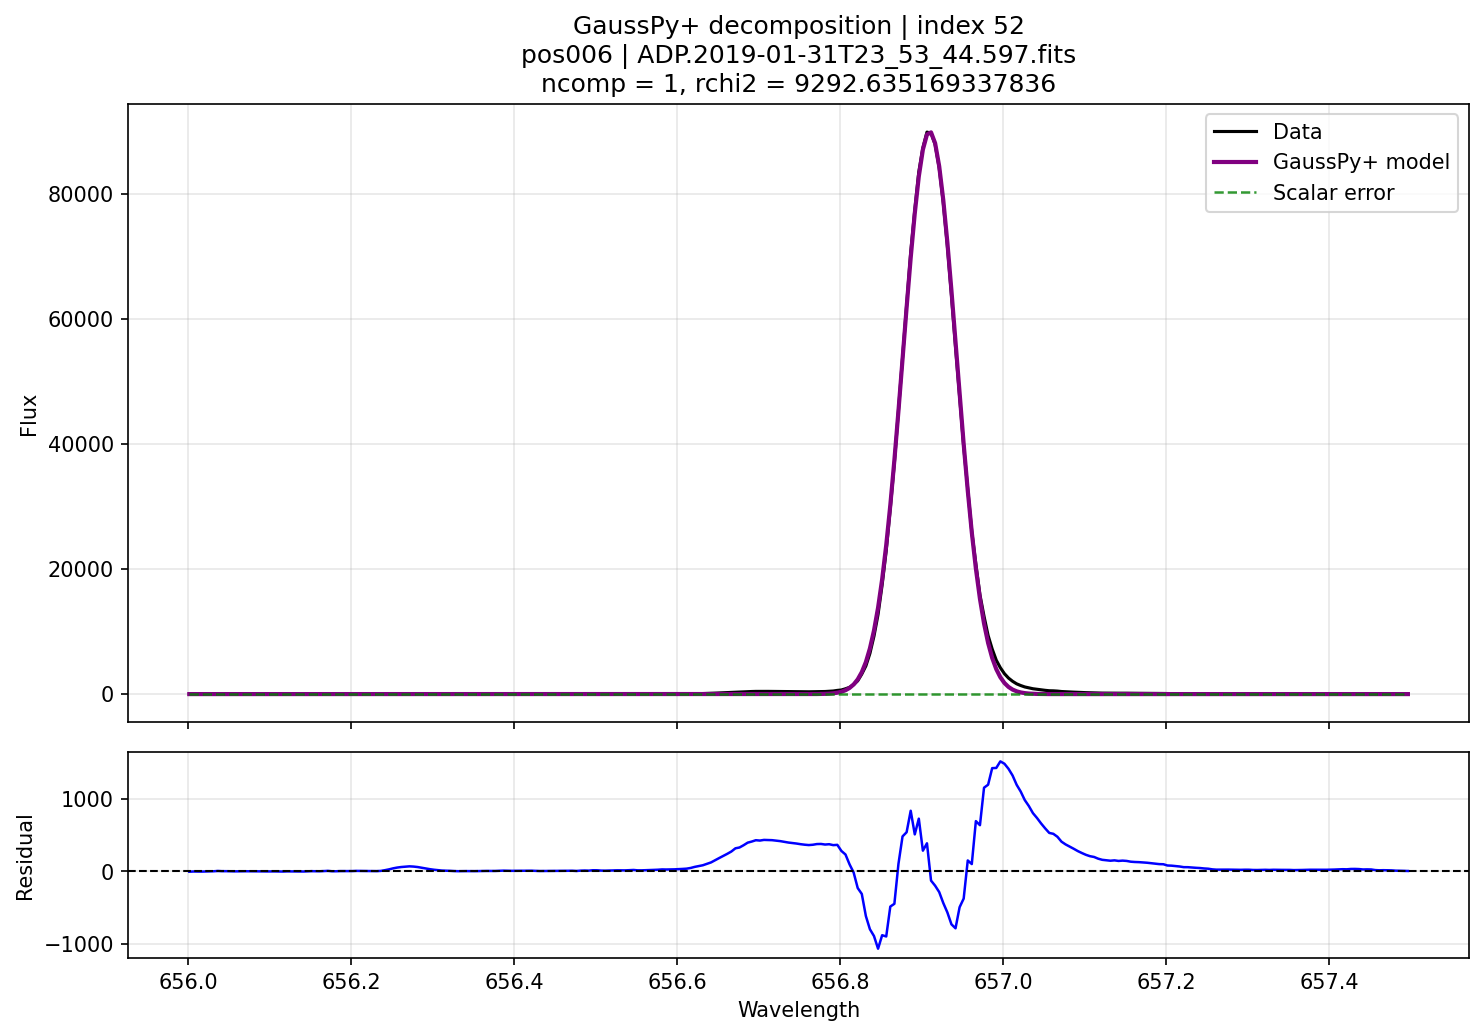 GaussPy+ decomposition | index 52
pos006 | ADP.2019-01-31T23_53_44.597.fits
ncomp = 1, rchi2 = 9292.635169337836
Data
GaussPy+ model
Scalar error
Flux
80000
60000
40000
20000
0
Residual
1000
0
−1000
656.0 656.2 656.4 656.6 656.8 657.0 657.2 657.4
Wavelength